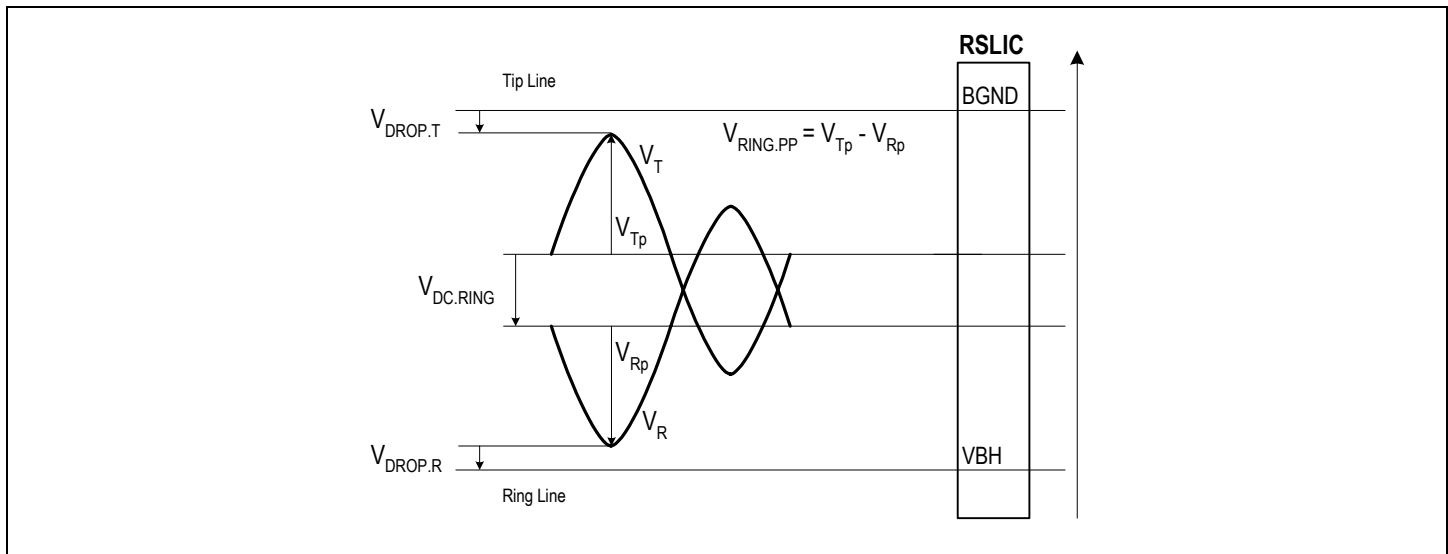 RSLIC
Tip Line
BGND
V_DROP.T
V_RING.PP = V_Tp - V_Rp
V_T
V_Tp
V_DC.RING
V_Rp
V_R
V_DROP.R
VBH
Ring Line